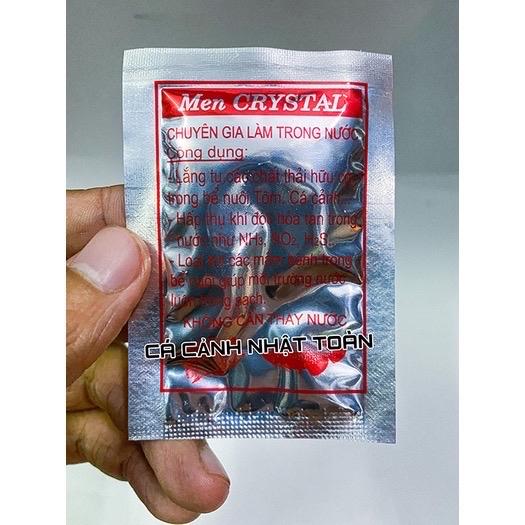 Men CRYSTAL
CHUYÊN GIA LÀM TRONG NƯỚC
Công dụng:
- Lắng tụ các chất thải hữu cơ
trong bể nuôi Tôm, Cá cảnh...
- Hấp thụ khí độc hòa tan trong
nước như NH₃, NO₂, H₂S...
- Loại bỏ các mầm bệnh trong
bể nuôi giúp môi trường nước
luôn trong sạch.
KHÔNG CẦN THAY NƯỚC
CÁ CẢNH NHẬT TOÀN